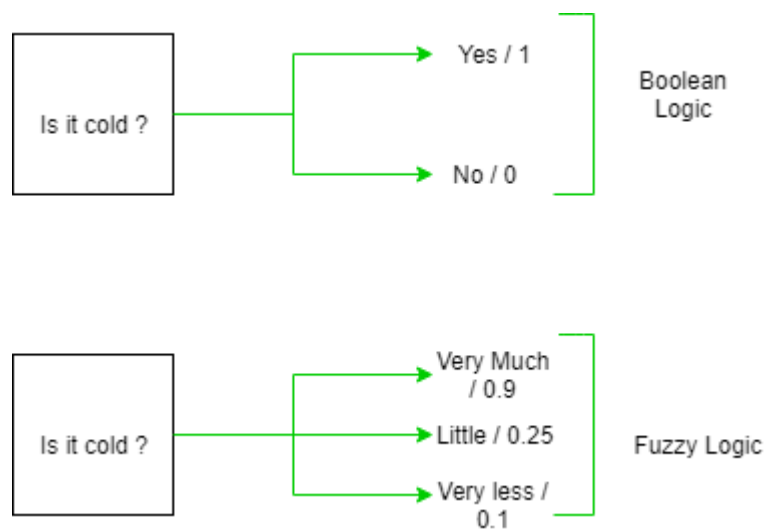 Is it cold ?
Yes / 1
No / 0
Boolean
Logic
Is it cold ?
Very Much
/ 0.9
Little / 0.25
Very less /
0.1
Fuzzy Logic